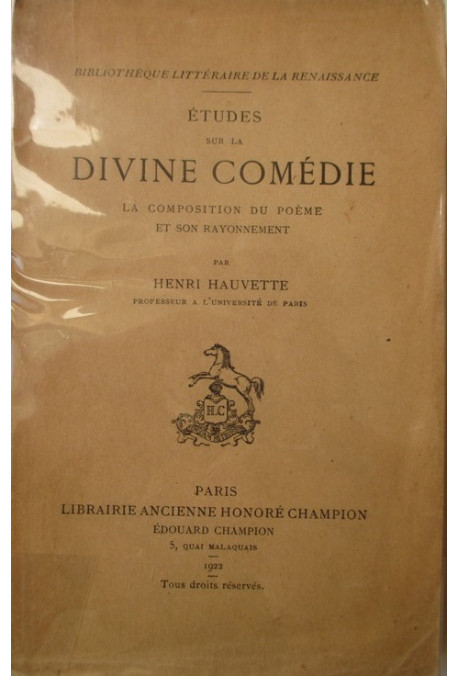 BIBLIOTHÈQUE LITTÉRAIRE DE LA RENAISSANCE
ÉTUDES
SUR LA
DIVINE COMÉDIE
LA COMPOSITION DU POÈME
ET SON RAYONNEMENT
PAR
HENRI HAUVETTE
PROFESSEUR A L'UNIVERSITÉ DE PARIS
H.C
PARIS
LIBRAIRIE ANCIENNE HONORÉ CHAMPION
ÉDOUARD CHAMPION
5, QUAI MALAQUAIS
1922
Tous droits réservés.